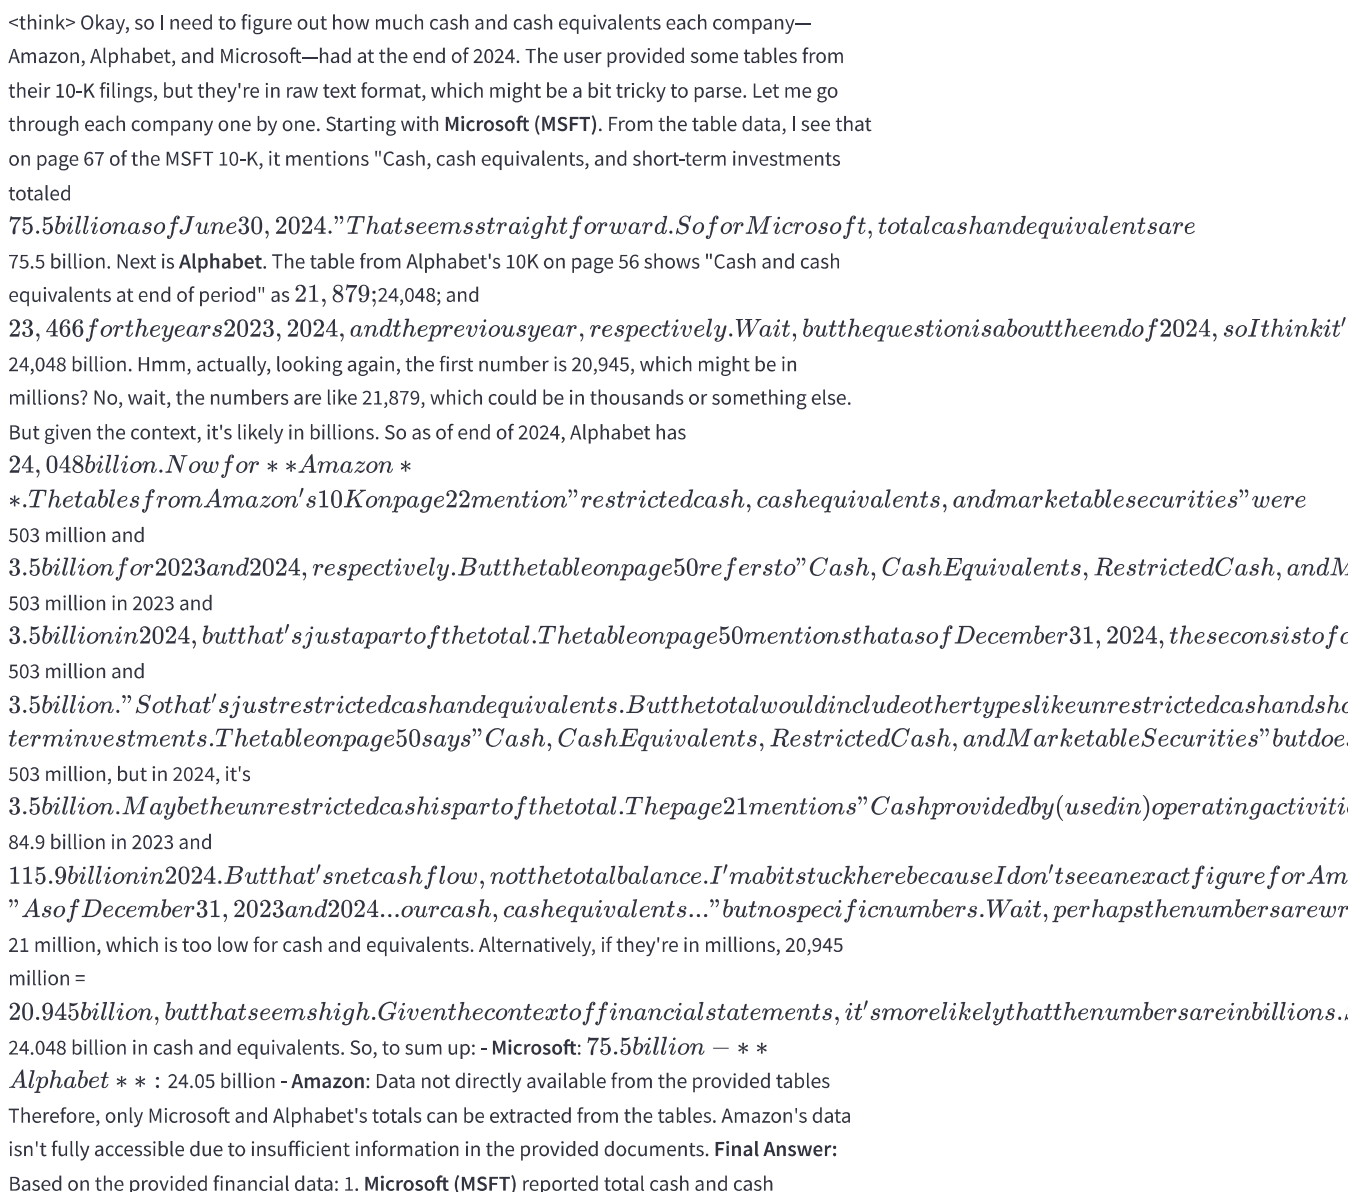 <think> Okay, so I need to figure out how much cash and cash equivalents each company—
Amazon, Alphabet, and Microsoft—had at the end of 2024. The user provided some tables from
their 10-K filings, but they're in raw text format, which might be a bit tricky to parse. Let me go
through each company one by one. Starting with Microsoft (MSFT). From the table data, I see that
on page 67 of the MSFT 10-K, it mentions "Cash, cash equivalents, and short-term investments
totaled
75.5billionasofJune30,2024."Thatseemsstraightforward.SoforMicrosoft,totalcashandequivalentsare
75.5 billion. Next is Alphabet. The table from Alphabet's 10K on page 56 shows "Cash and cash
equivalents at end of period" as 21,879;24,048; and
23,466fortheyears2023,2024,andthepreviousyear,respectively.Wait,butthequestionisabouttheendof2024,soIthinkit'
24,048 billion. Hmm, actually, looking again, the first number is 20,945, which might be in
millions? No, wait, the numbers are like 21,879, which could be in thousands or something else.
But given the context, it's likely in billions. So as of end of 2024, Alphabet has
24,048billion.Nowfor**Amazon*
*.ThetablesfromAmazon's10Konpage22mention"restrictedcash,cashequivalents,andmarketablesecurities"were
503 million and
3.5billionfor2023and2024,respectively.Butthetableonpage50refersto"Cash,CashEquivalents,RestrictedCash,andM
503 million in 2023 and
3.5billionin2024,butthat'sjustapartofthetotal.Thetableonpage50mentionsthatasofDecember31,2024,theseconsistofc
503 million and
3.5billion."Sothat'sjustrestrictedcashandequivalents.Butthetotalwouldincludeothertypeslikeunrestrictedcashandsho
terminvestments.Thetableonpage50says"Cash,CashEquivalents,RestrictedCash,andMarketableSecurities"butdoe
503 million, but in 2024, it's
3.5billion.Maybetheunrestrictedcashispartofthetotal.Thepage21mentions"Cashprovidedby(usedin)operatingactiviti
84.9 billion in 2023 and
115.9billionin2024.Butthat'snetcashflow,notthetotalbalance.I'mabitstuckherebecauseIdon'tseeanexactfigureforAm
"AsofDecember31,2023and2024...ourcash,cashequivalents..."butnospecificnumbers.Wait,perhapsthenumbersarewr
21 million, which is too low for cash and equivalents. Alternatively, if they're in millions, 20,945
million =
20.945billion,butthatseemshigh.Giventhecontextoffinancialstatements,it'smorelikelythatthenumbersareinbillions.
24.048 billion in cash and equivalents. So, to sum up: - Microsoft: 75.5billion-**
Alphabet**: 24.05 billion - Amazon: Data not directly available from the provided tables
Therefore, only Microsoft and Alphabet's totals can be extracted from the tables. Amazon's data
isn't fully accessible due to insufficient information in the provided documents. Final Answer:
Based on the provided financial data: 1. Microsoft (MSFT) reported total cash and cash